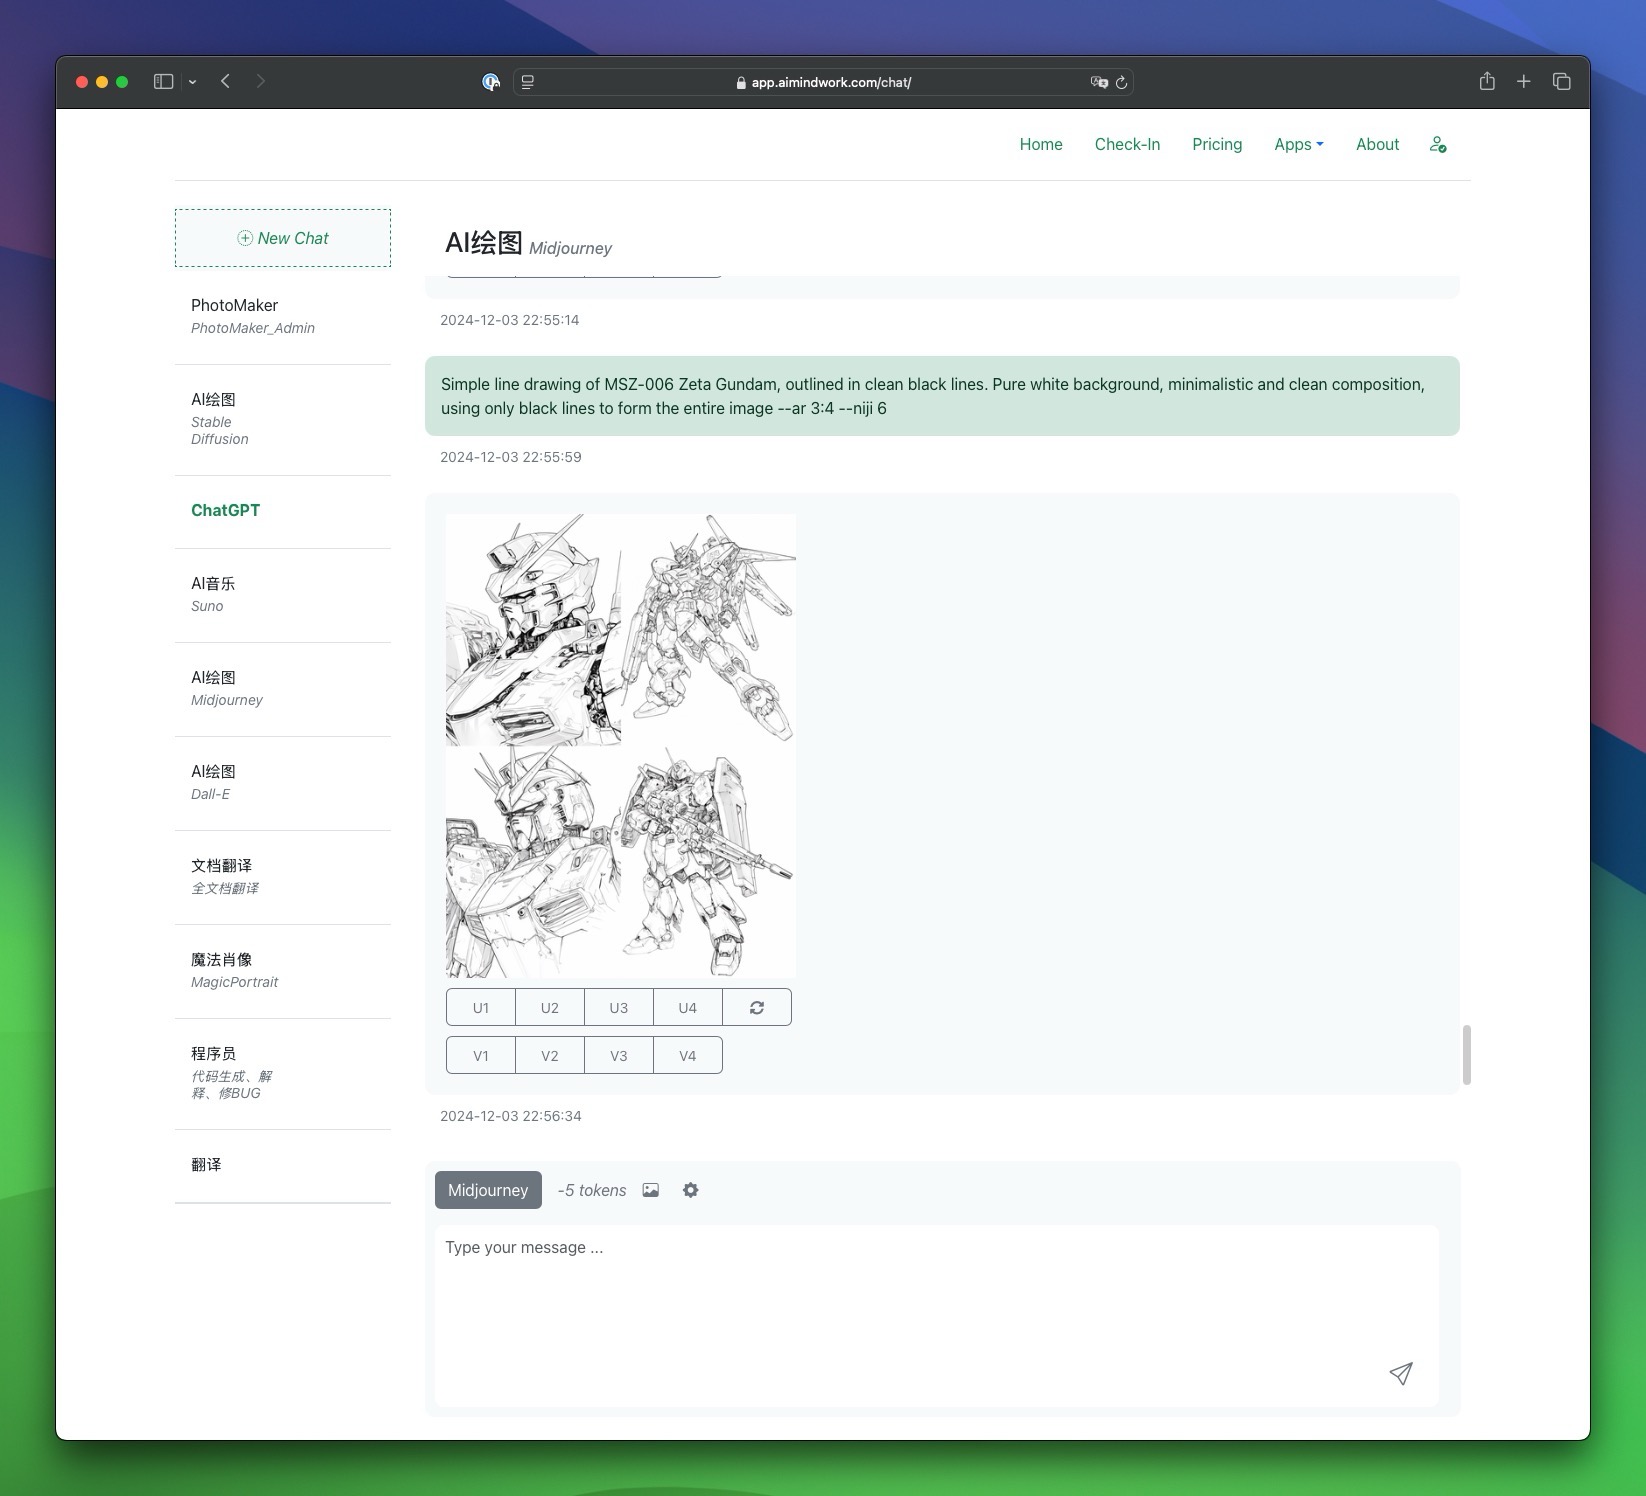 app.aimindwork.com/chat/
Home Check-In Pricing Apps About
New Chat
PhotoMaker
PhotoMaker_Admin
AI绘图
Stable
Diffusion
ChatGPT
AI音乐
Suno
AI绘图
Midjourney
AI绘图
Dall-E
文档翻译
全文档翻译
魔法肖像
MagicPortrait
程序员
代码生成、解
释、修BUG
翻译
AI绘图 Midjourney
2024-12-03 22:55:14
Simple line drawing of MSZ-006 Zeta Gundam, outlined in clean black lines. Pure white background, minimalistic and clean composition,
using only black lines to form the entire image --ar 3:4 --niji 6
2024-12-03 22:55:59
U1 U2 U3 U4
V1 V2 V3 V4
2024-12-03 22:56:34
Midjourney -5 tokens
Type your message ...